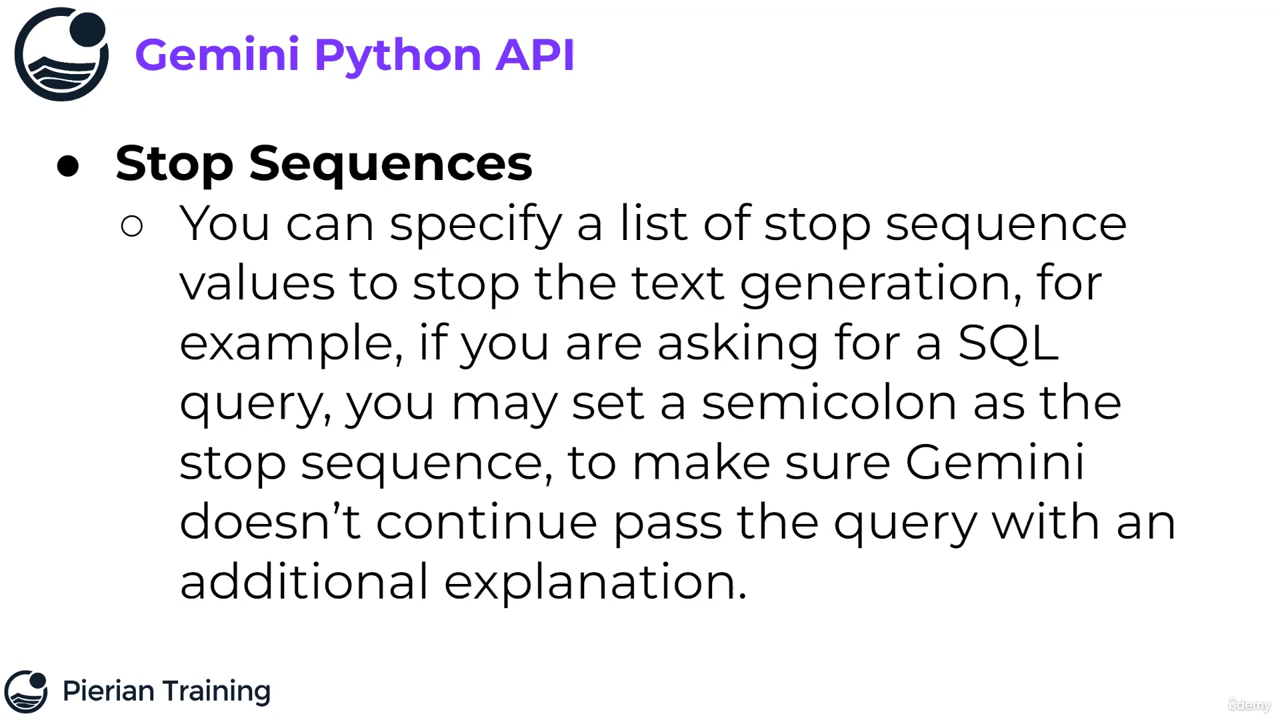 Gemini Python API
● Stop Sequences
○ You can specify a list of stop sequence
values to stop the text generation, for
example, if you are asking for a SQL
query, you may set a semicolon as the
stop sequence, to make sure Gemini
doesn’t continue pass the query with an
additional explanation.
Pierian Training
ûdemy